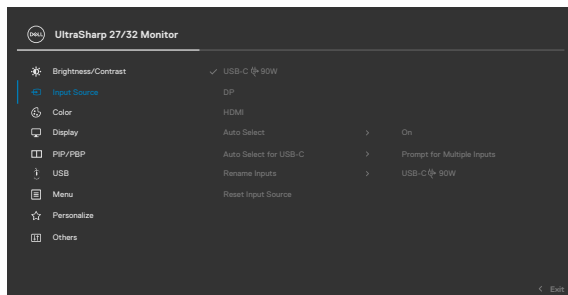 DELL UltraSharp 27/32 Monitor
Brightness/Contrast ✓ USB-C 90W
Input Source DP
Color HDMI
Display Auto Select > On
PIP/PBP Auto Select for USB-C > Prompt for Multiple Inputs
USB Rename Inputs > USB-C 90W
Menu Reset Input Source
Personalize
Others
< Exit